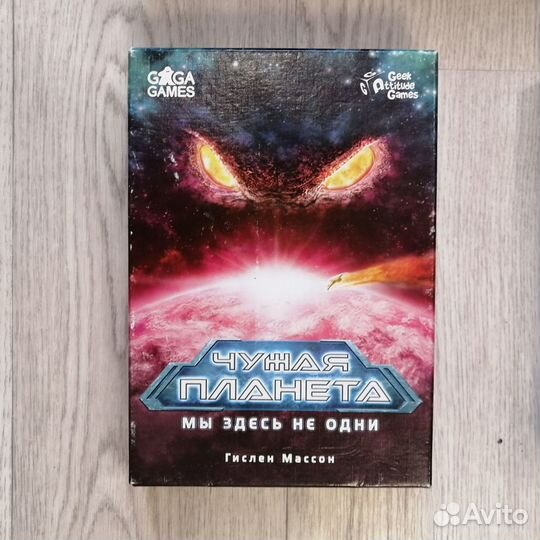 GAGA
GAMES
Geek
Attitude
Games
ЧУЖАЯ
ПЛАНЕТА
МЫ ЗДЕСЬ НЕ ОДНИ
Гислен Массон
Avito